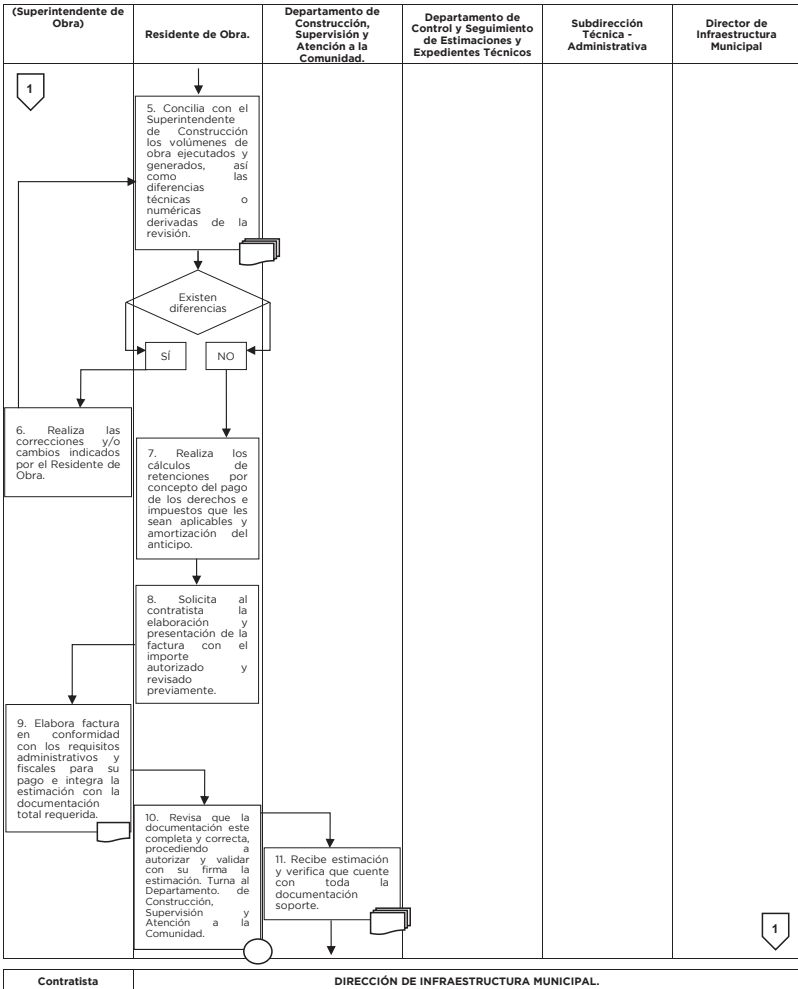 (Superintendente de
Obra)
Residente de Obra.
Departamento de
Construcción,
Supervisión y
Atención a la
Comunidad.
Departamento de
Control y Seguimiento
de Estimaciones y
Expedientes Técnicos
Subdirección
Técnica -
Administrativa
Director de
Infraestructura
Municipal
1
5. Concilia con el
Superintendente
de Construcción
los volúmenes de
obra ejecutados y
generados, así
como las
diferencias
técnicas o
numéricas
derivadas de la
revisión.
Existen
diferencias
SÍ
NO
6. Realiza las
correcciones y/o
cambios indicados
por el Residente de
Obra.
7. Realiza los
cálculos de
retenciones por
concepto del pago
de los derechos e
impuestos que les
sean aplicables y
amortización del
anticipo.
8. Solicita al
contratista la
elaboración y
presentación de la
factura con el
importe
autorizado y
revisado
previamente.
9. Elabora factura
en conformidad
con los requisitos
administrativos y
fiscales para su
pago e integra la
estimación con la
documentación
total requerida.
10. Revisa que la
documentación este
completa y correcta,
procediendo a
autorizar y validar
con su firma la
estimación. Turna al
Departamento. de
Construcción,
Supervisión y
Atención a la
Comunidad.
11. Recibe estimación
y verifica que cuente
con toda la
documentación
soporte.
1
Contratista
DIRECCIÓN DE INFRAESTRUCTURA MUNICIPAL.